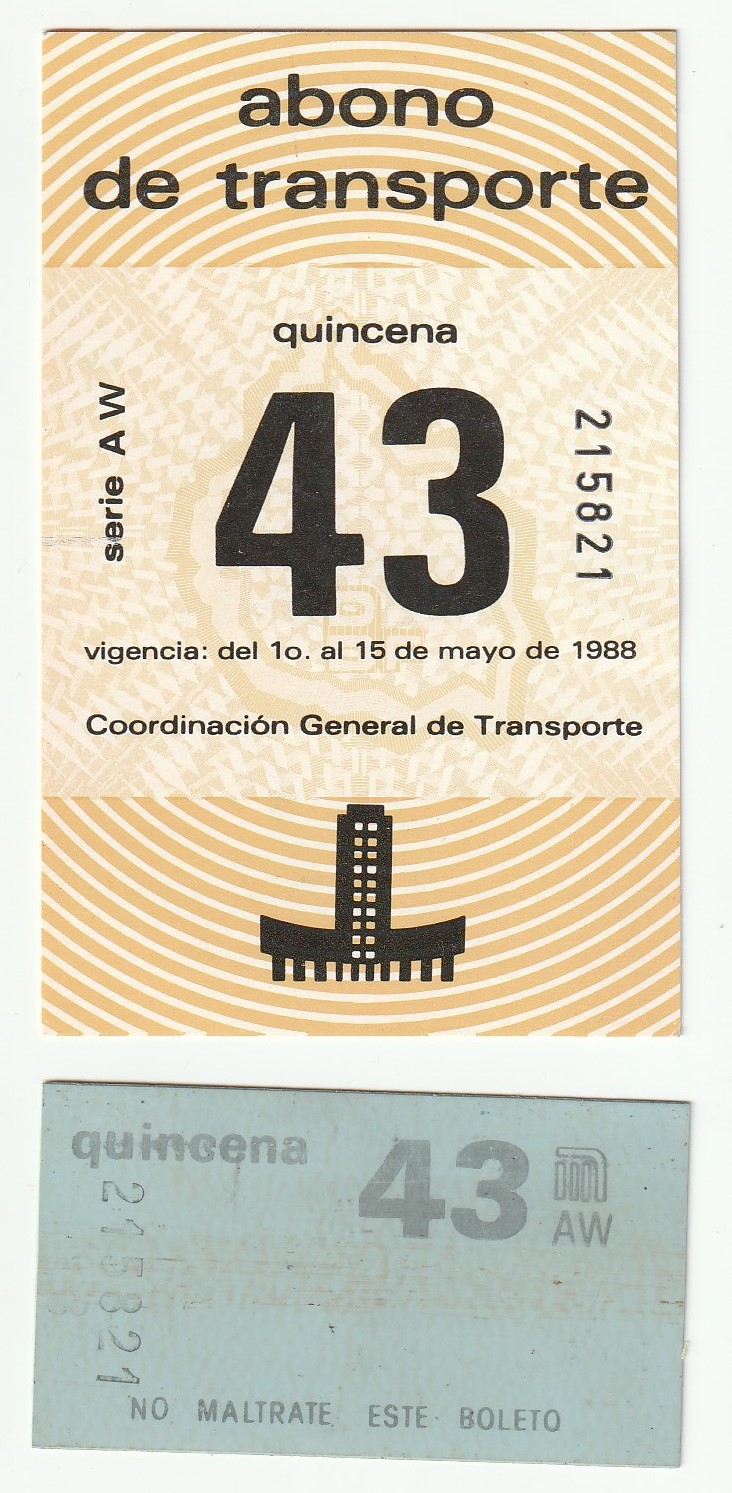 abono
de transporte
quincena
serie AW
43
215821
vigencia: del 1o. al 15 de mayo de 1988
Coordinación General de Transporte
quincena
43
AW
215821
NO MALTRATE ESTE BOLETO